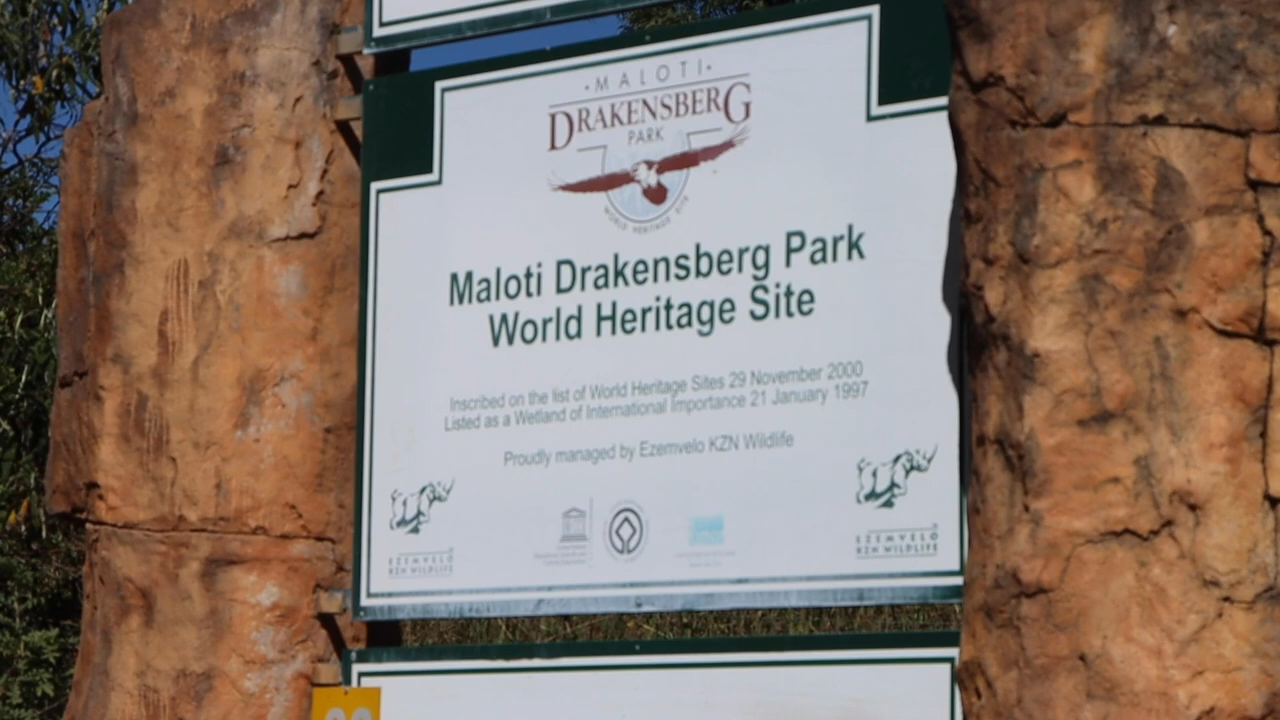 • MALOTI •
DRAKENSBERG
PARK
WORLD HERITAGE SITE
Maloti Drakensberg Park
World Heritage Site
Inscribed on the list of World Heritage Sites 29 November 2000
Listed as a Wetland of International Importance 21 January 1997
Proudly managed by Ezemvelo KZN Wildlife
EZEMVELO
KZN WILDLIFE
EZEMVELO
KZN WILDLIFE